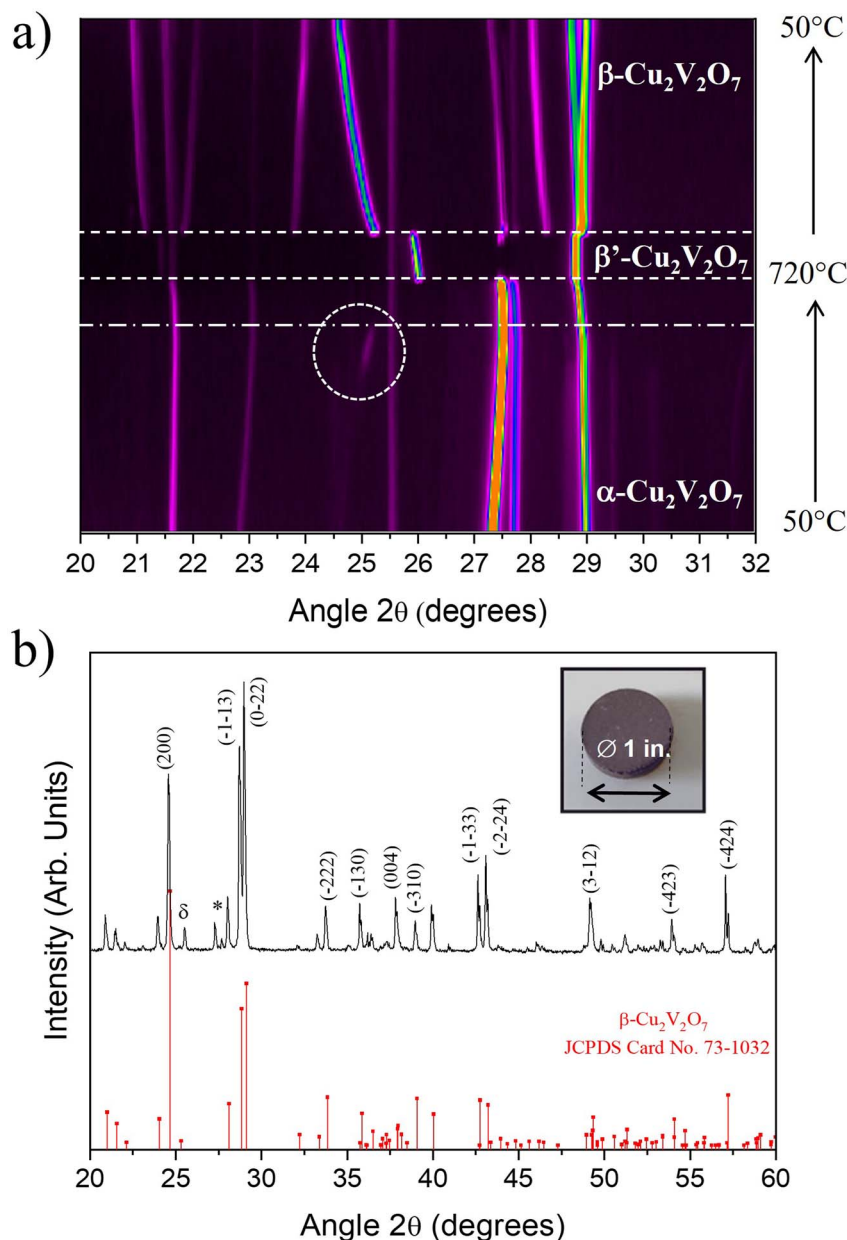 a)
50°C
β-Cu₂V₂O₇
β’-Cu₂V₂O₇
720°C
α-Cu₂V₂O₇
50°C
20 21 22 23 24 25 26 27 28 29 30 31 32
Angle 2θ (degrees)
b)
Intensity (Arb. Units)
(200)
δ
*
(-1-13)
(0-22)
(-222)
(-130)
(004)
(-310)
(-1-33)
(-2-24)
(3-12)
(-423)
(-424)
∅ 1 in.
β-Cu₂V₂O₇
JCPDS Card No. 73-1032
20 25 30 35 40 45 50 55 60
Angle 2θ (degrees)